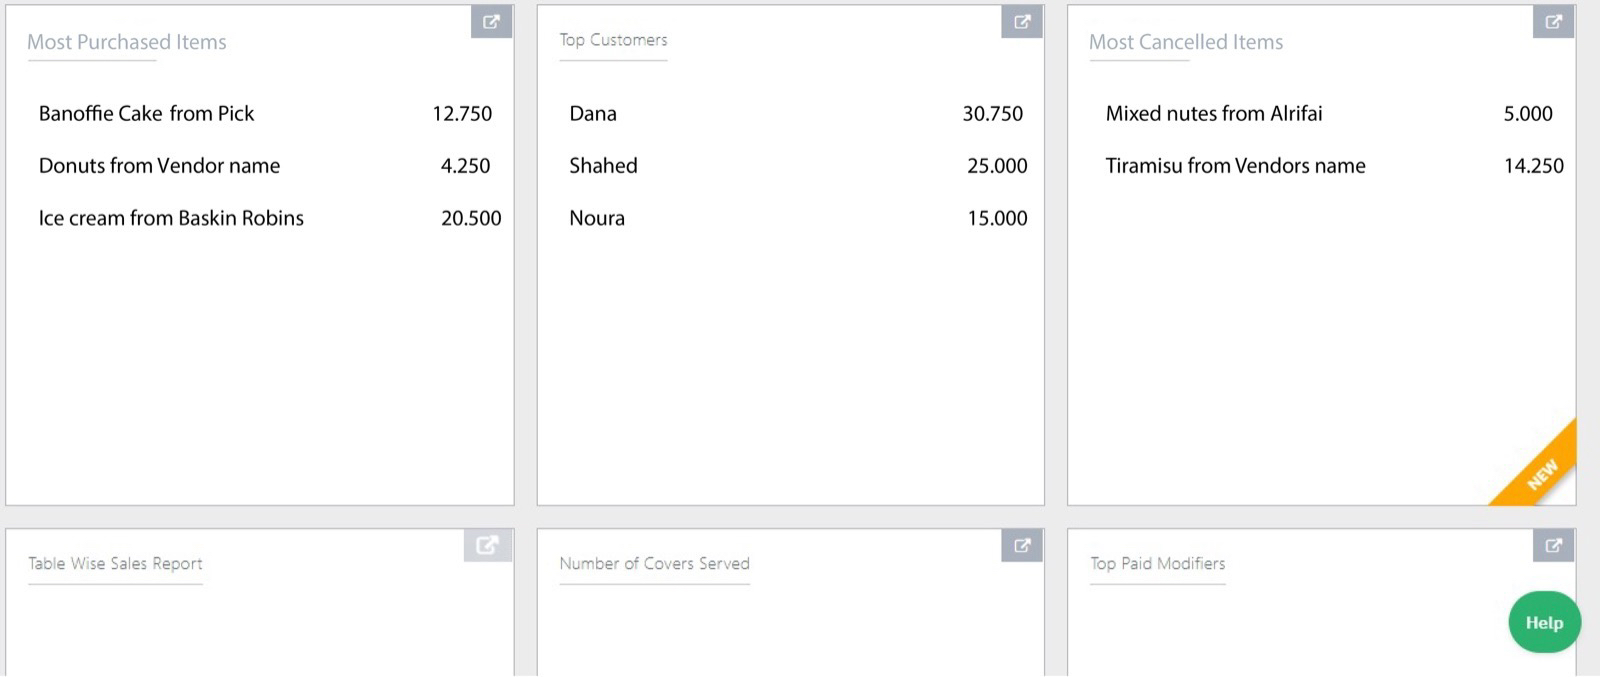 Most Purchased Items
Banoffie Cake from Pick 12.750
Donuts from Vendor name 4.250
Ice cream from Baskin Robins 20.500
Top Customers
Dana 30.750
Shahed 25.000
Noura 15.000
Most Cancelled Items
Mixed nutes from Alrifai 5.000
Tiramisu from Vendors name 14.250
NEW
Table Wise Sales Report
Number of Covers Served
Top Paid Modifiers
Help